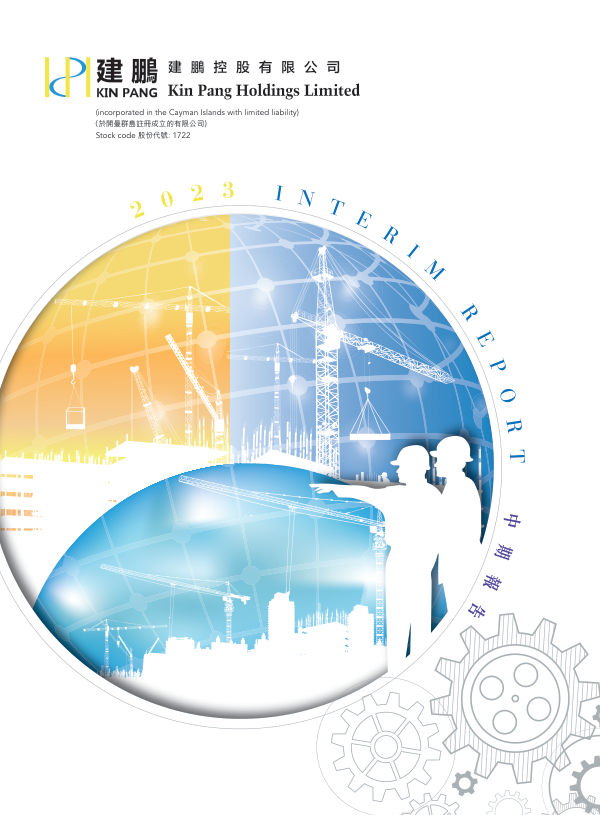 建鵬
KIN PANG
建鵬控股有限公司
Kin Pang Holdings Limited
(incorporated in the Cayman Islands with limited liability)
(於開曼群島註冊成立的有限公司)
Stock code 股份代號: 1722
2023 INTERIM REPORT 中期報告